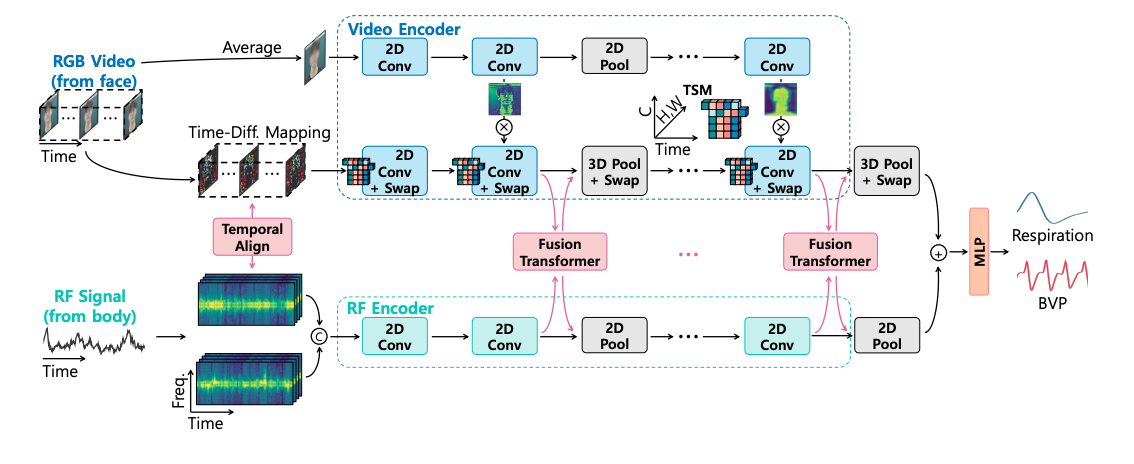 Video Encoder
Average
2D
Conv
2D
Conv
2D
Pool
...
2D
Conv
RGB Video
(from face)
...
...
Time
TSM
C
H,W
Time
Time-Diff. Mapping
...
...
2D
Conv
+ Swap
2D
Conv
+ Swap
3D Pool
+ Swap
...
2D
Conv
+ Swap
3D Pool
+ Swap
Temporal
Align
Fusion
Transformer
...
Fusion
Transformer
+
MLP
Respiration
BVP
RF Signal
(from body)
Time
C
Freq.
Time
RF Encoder
2D
Conv
2D
Conv
2D
Pool
...
2D
Conv
2D
Pool